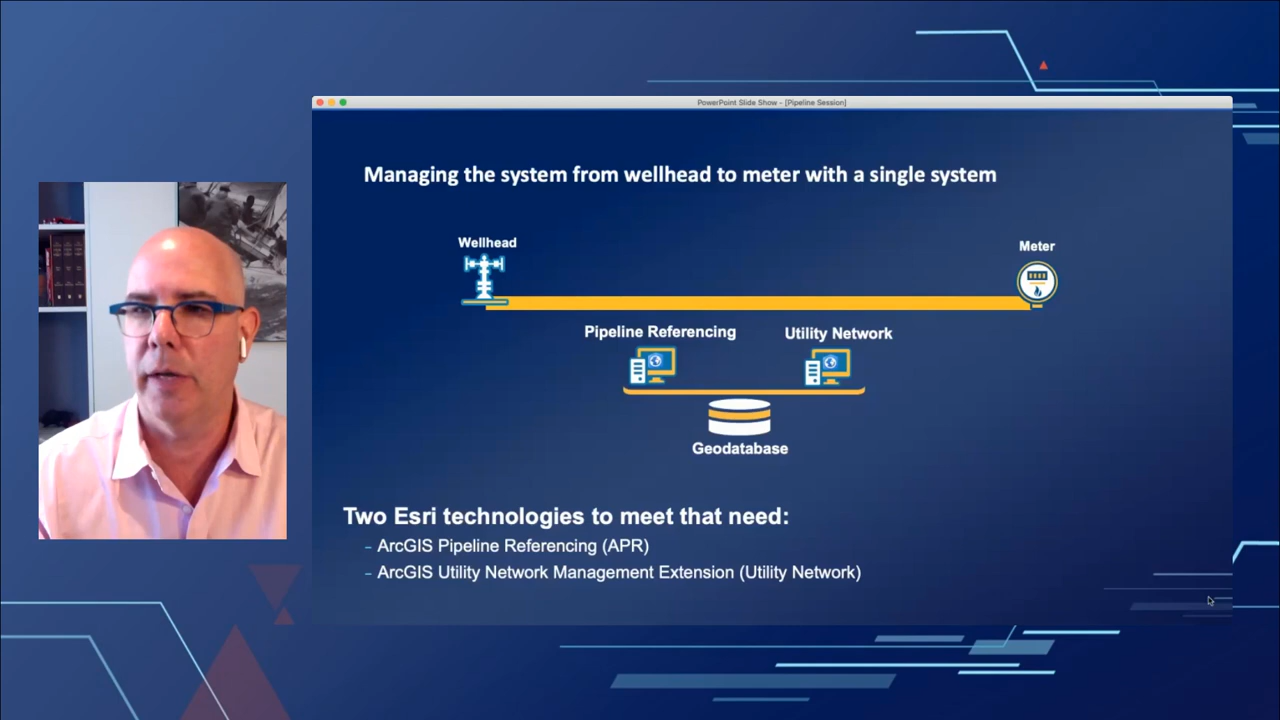 PowerPoint Slide Show - [Pipeline Session]
Managing the system from wellhead to meter with a single system
Wellhead
Meter
Pipeline Referencing
Utility Network
Geodatabase
Two Esri technologies to meet that need:
- ArcGIS Pipeline Referencing (APR)
- ArcGIS Utility Network Management Extension (Utility Network)